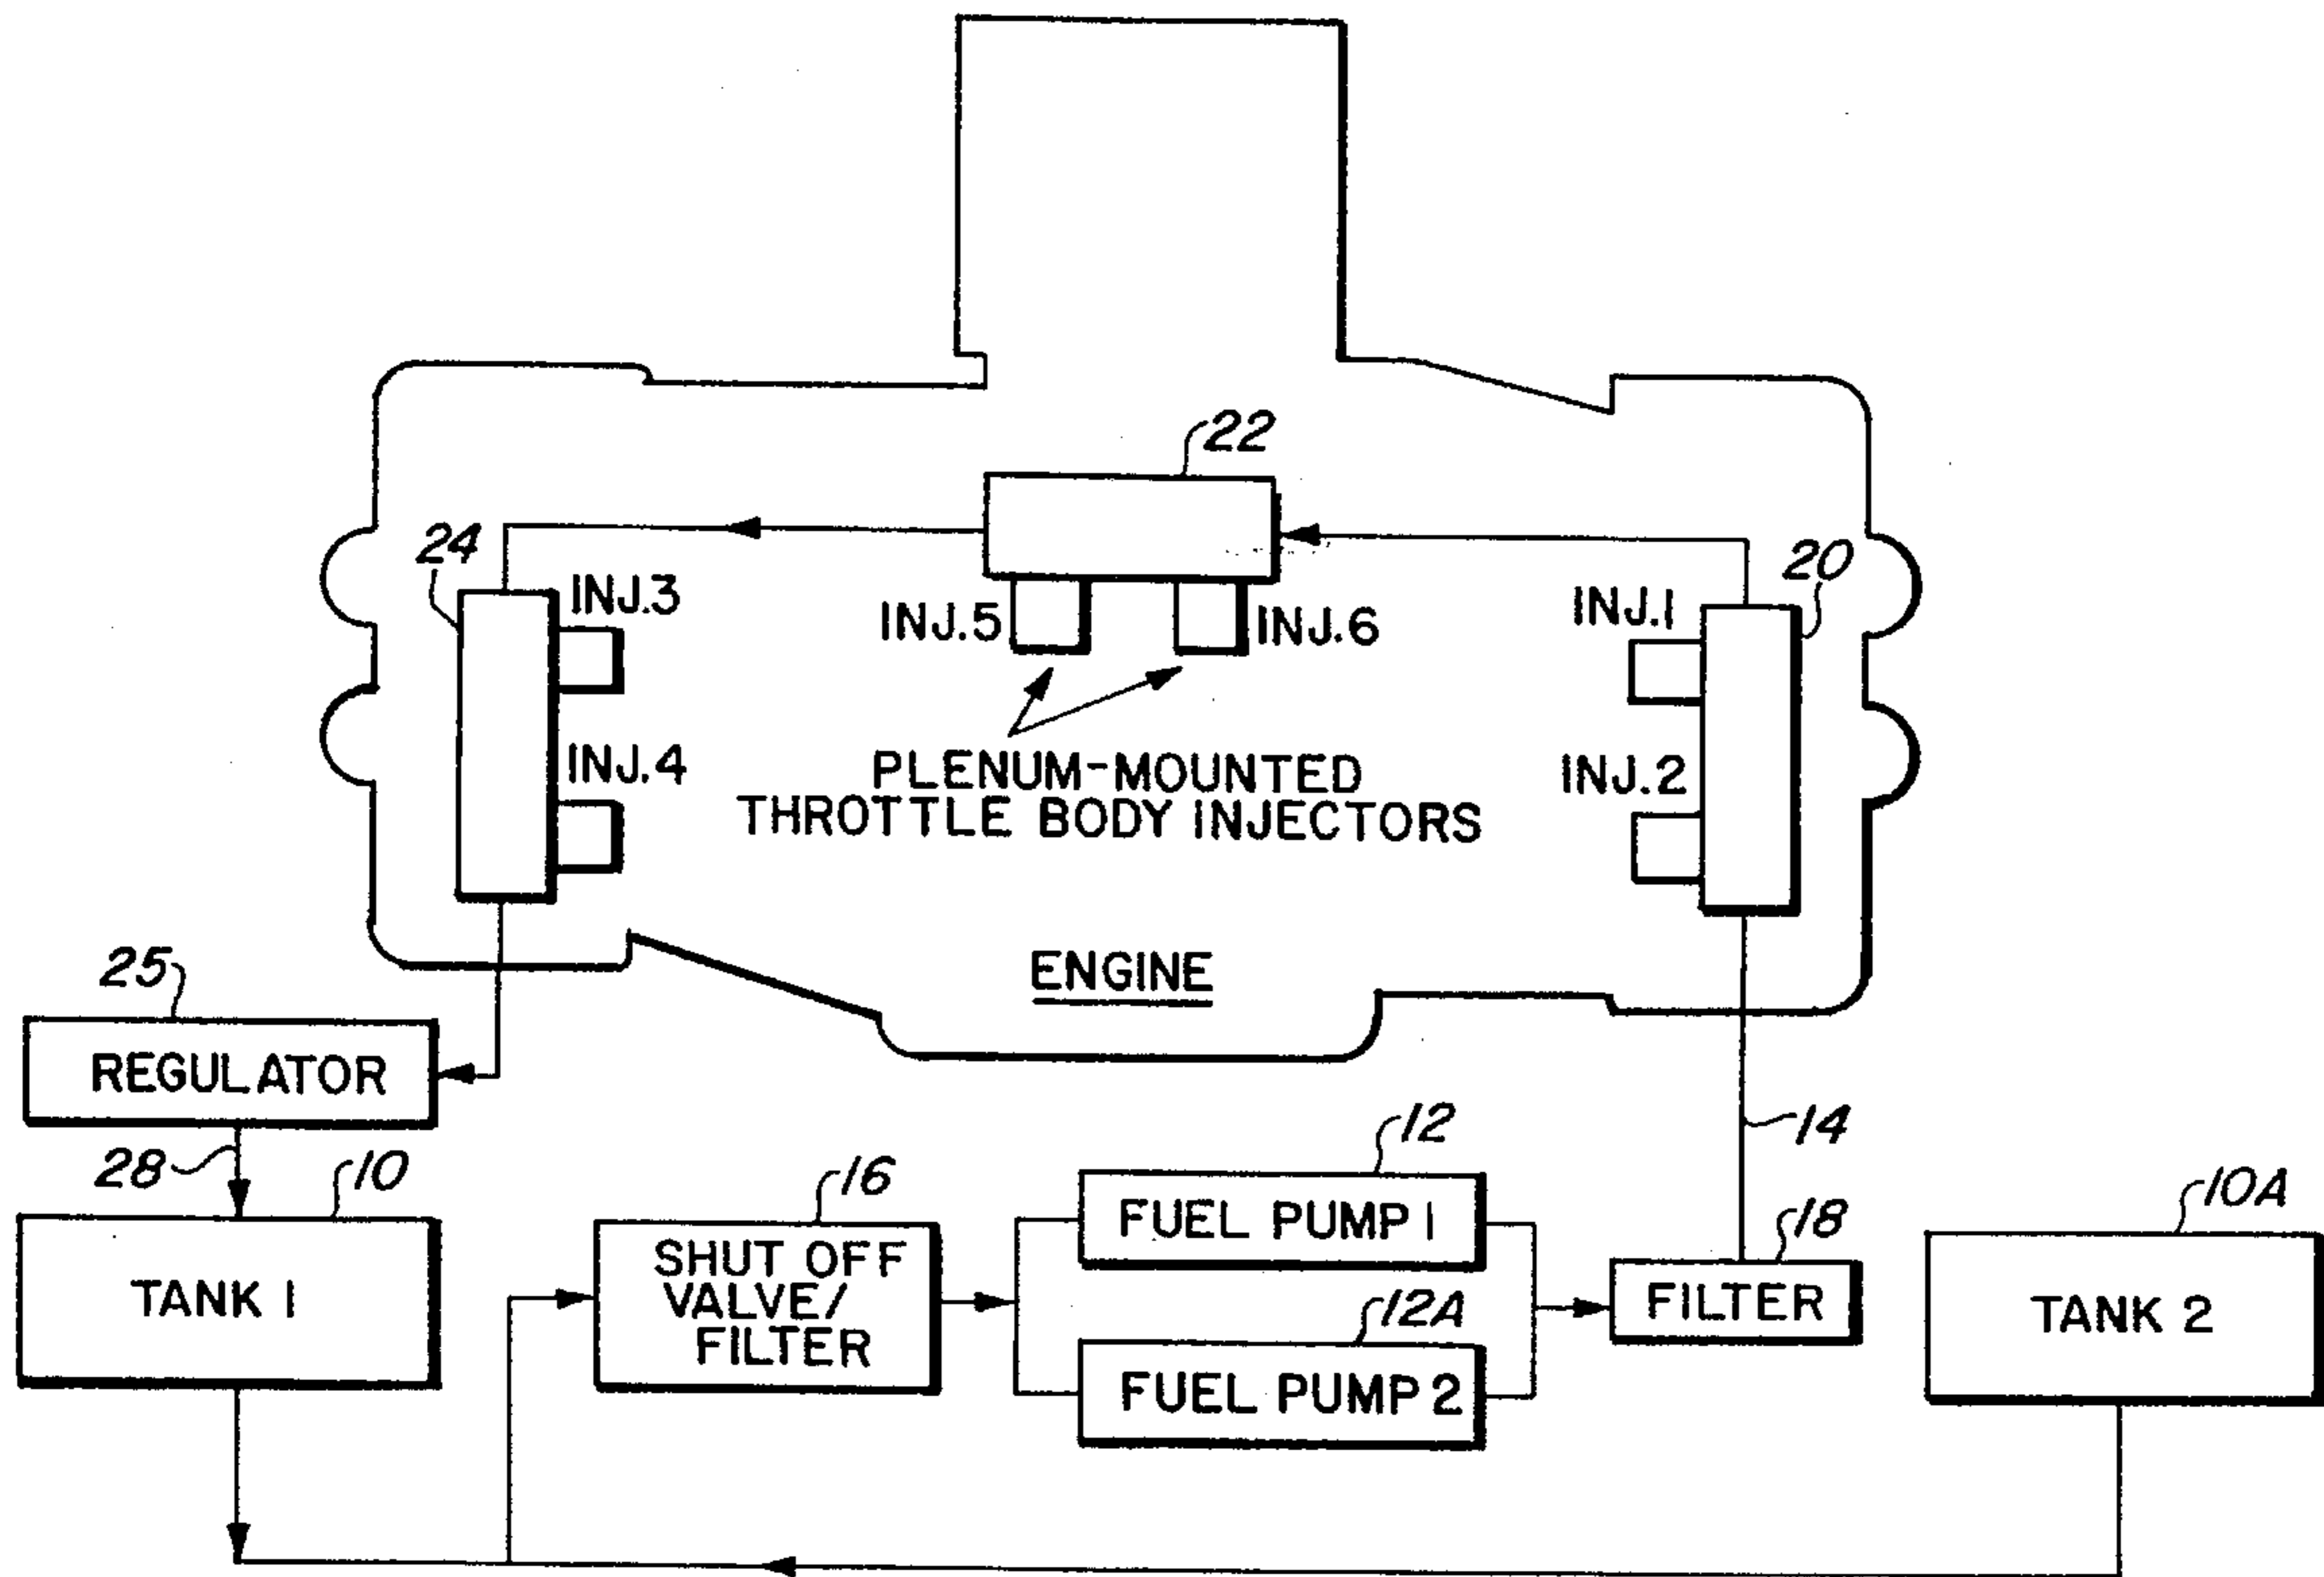 22
24
20
INJ.3
INJ.1
INJ.5
INJ.6
INJ.4
INJ.2
PLENUM-MOUNTED
THROTTLE BODY INJECTORS
ENGINE
25
REGULATOR
28
10
16
12
14
10A
18
TANK 1
SHUT OFF
VALVE/
FILTER
FUEL PUMP 1
12A
FUEL PUMP 2
FILTER
TANK 2